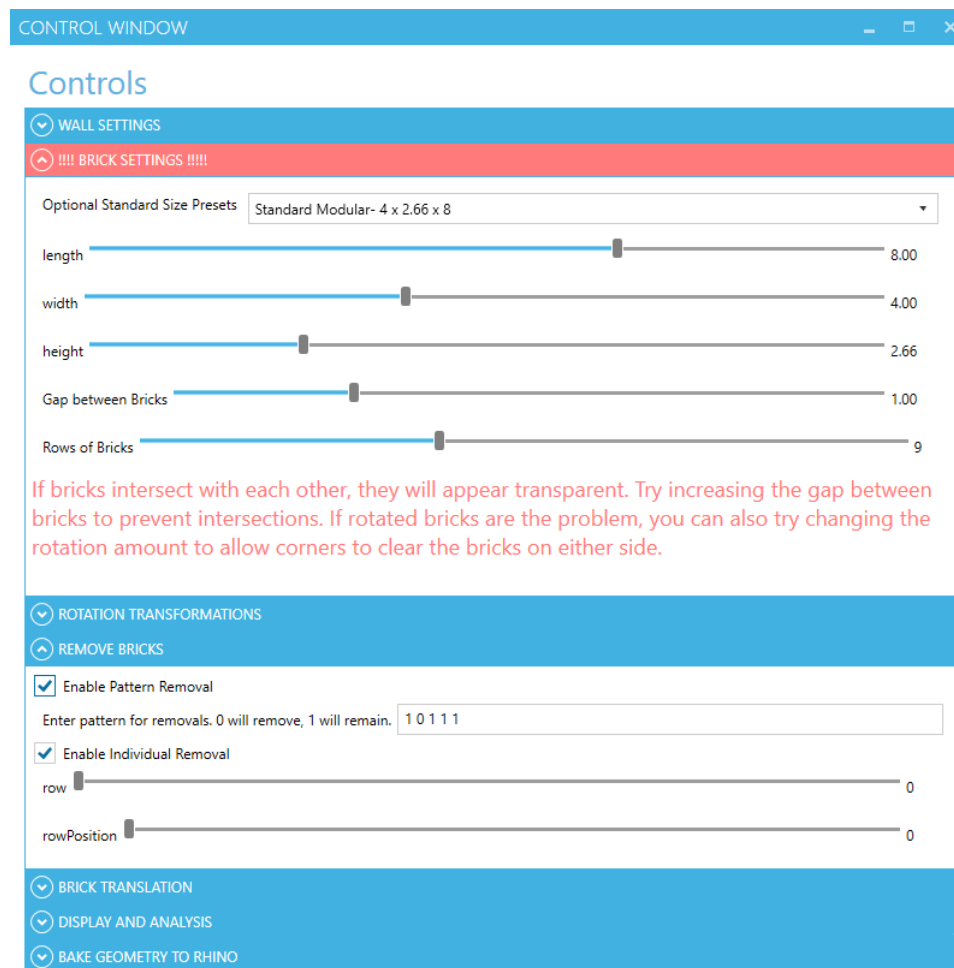 CONTROL WINDOW
Controls
WALL SETTINGS
!!!! BRICK SETTINGS !!!!!
Optional Standard Size Presets Standard Modular- 4 x 2.66 x 8
length 8.00
width 4.00
height 2.66
Gap between Bricks 1.00
Rows of Bricks 9
If bricks intersect with each other, they will appear transparent. Try increasing the gap between
bricks to prevent intersections. If rotated bricks are the problem, you can also try changing the
rotation amount to allow corners to clear the bricks on either side.
ROTATION TRANSFORMATIONS
REMOVE BRICKS
Enable Pattern Removal
Enter pattern for removals. 0 will remove, 1 will remain. 1 0 1 1 1
Enable Individual Removal
row 0
rowPosition 0
BRICK TRANSLATION
DISPLAY AND ANALYSIS
BAKE GEOMETRY TO RHINO